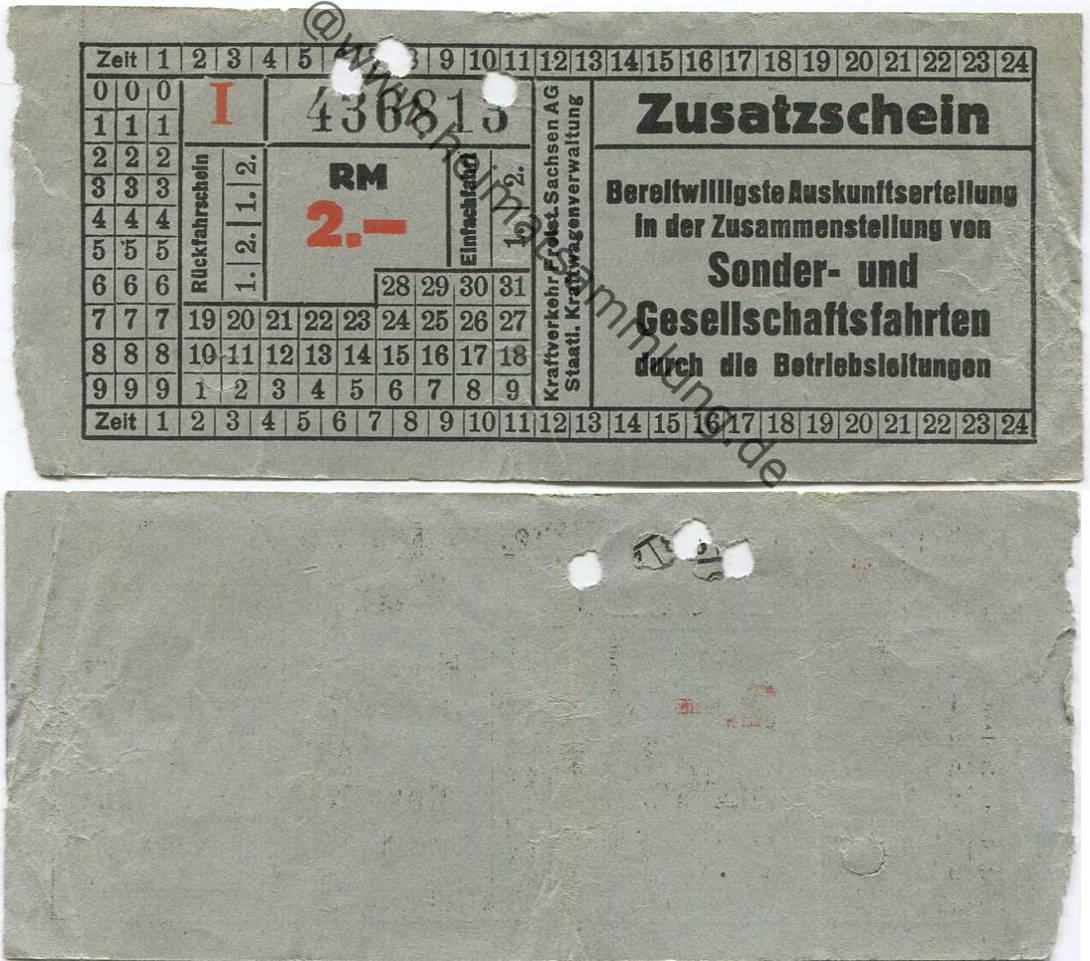 Zeit 1 2 3 4 5 8 9 10 11 12 13 14 15 16 17 18 19 20 21 22 23 24
0 0 0 I 436813
1 1 1
2 2 2 RM
3 3 3 2.–
4 4 4
5 5 5
6 6 6 28 29 30 31
7 7 7 19 20 21 22 23 24 25 26 27
8 8 8 10 11 12 13 14 15 16 17 18
9 9 9 1 2 3 4 5 6 7 8 9
Zeit 1 2 3 4 5 6 7 8 9 10 11 12 13 14 15 16 17 18 19 20 21 22 23 24
Rückfahrschein
1. 2. 1. 2.
Einfachfahrt
1. 2.
Kraftverkehr Freist. Sachsen AG
Staatl. Kraftwagenverwaltung
Zusatzschein
Bereitwilligste Auskunftserteilung
in der Zusammenstellung von
Sonder- und
Gesellschaftsfahrten
durch die Betriebsleitungen
@www.heimatsammlung.de